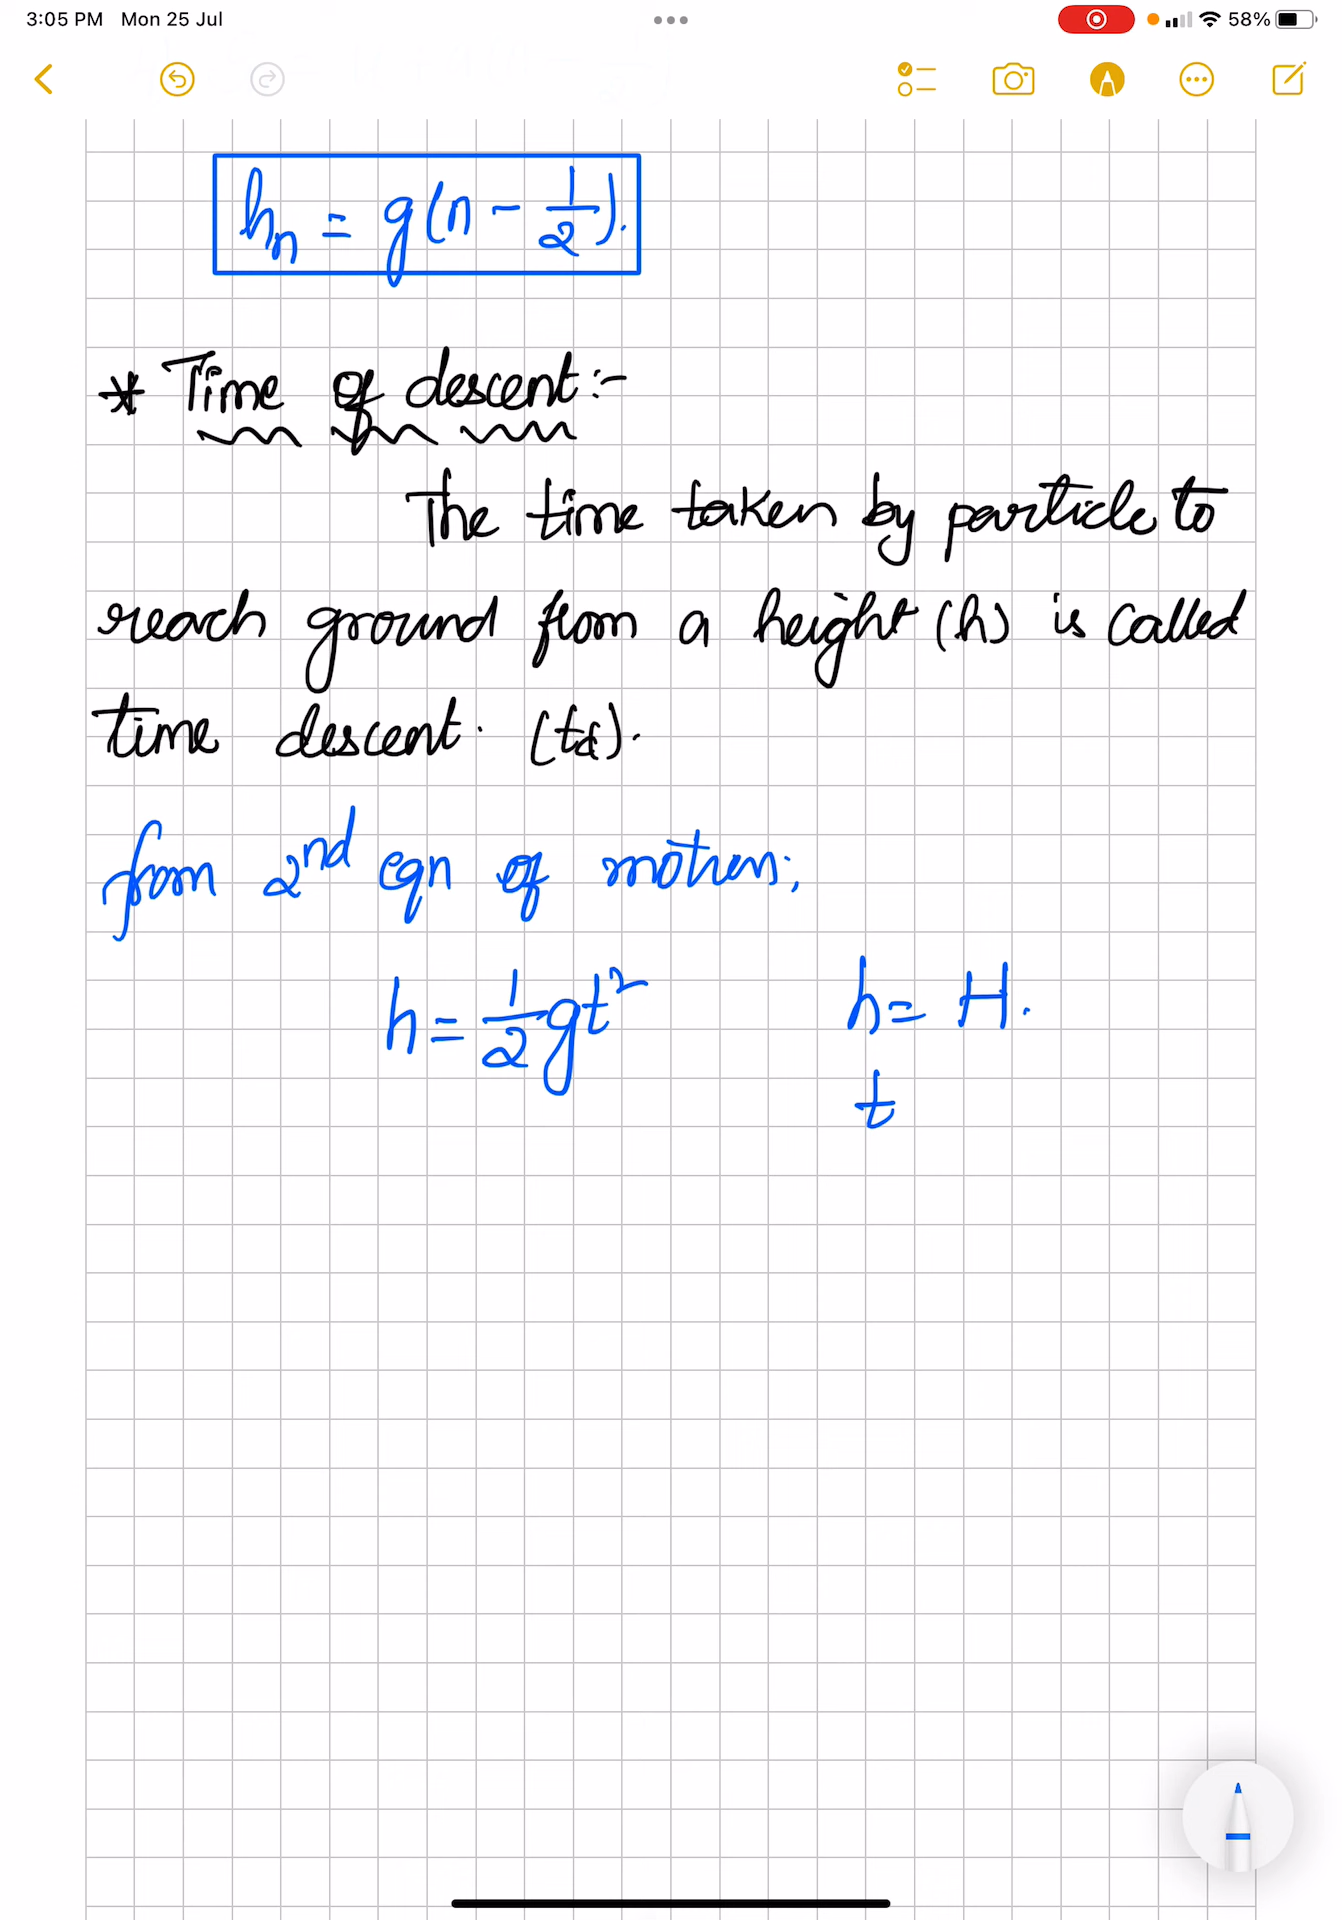 3:05 PM Mon 25 Jul 58%
hₙ = g(n - 1/2).
* Time of descent:-
The time taken by particle to
reach ground from a height (h) is called
time descent. (td).
from 2nd eqn of motion;
h = 1/2 gt² h = H.
t